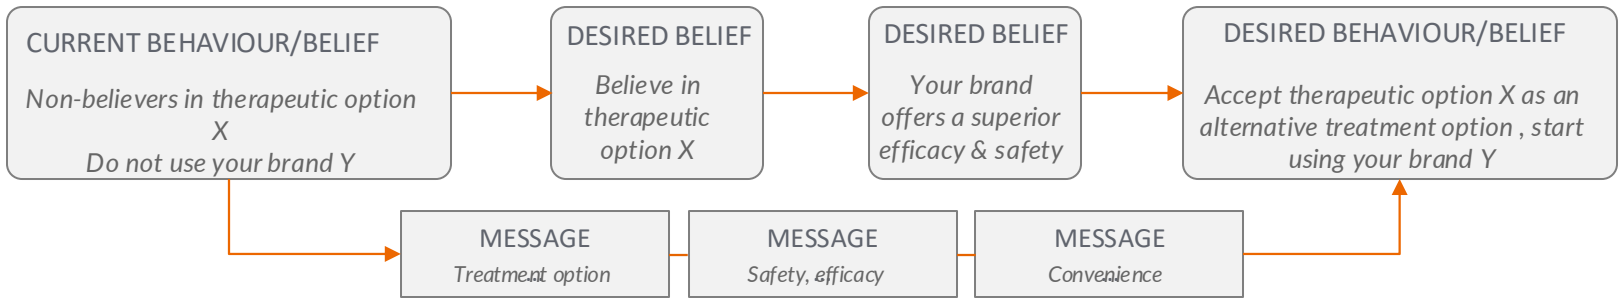 CURRENT BEHAVIOUR/BELIEF
Non-believers in therapeutic option
X
Do not use your brand Y
DESIRED BELIEF
Believe in
therapeutic
option X
DESIRED BELIEF
Your brand
offers a superior
efficacy & safety
DESIRED BEHAVIOUR/BELIEF
Accept therapeutic option X as an
alternative treatment option , start
using your brand Y
MESSAGE
Treatment option
MESSAGE
Safety, efficacy
MESSAGE
Convenience